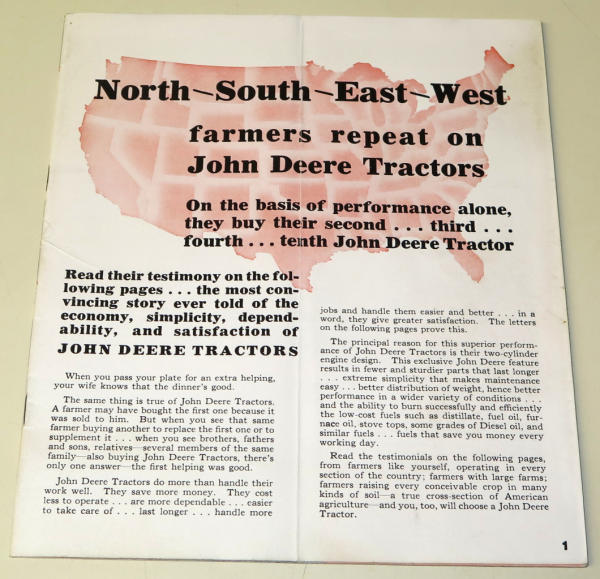 North~South~East~West
farmers repeat on
John Deere Tractors
On the basis of performance alone,
they buy their second . . . third . . .
fourth . . . tenth John Deere Tractor
Read their testimony on the fol-
lowing pages . . . the most con-
vincing story ever told of the
economy, simplicity, depend-
ability, and satisfaction of
JOHN DEERE TRACTORS
When you pass your plate for an extra helping,
your wife knows that the dinner's good.
The same thing is true of John Deere Tractors.
A farmer may have bought the first one because it
was sold to him. But when you see that same
farmer buying another to replace the first one or to
supplement it . . . when you see brothers, fathers
and sons, relatives—several members of the same
family—also buying John Deere Tractors, there's
only one answer—the first helping was good.
John Deere Tractors do more than handle their
work well. They save more money. They cost
less to operate . . . are more dependable . . . easier
to take care of . . . last longer . . . handle more
jobs and handle them easier and better . . . in a
word, they give greater satisfaction. The letters
on the following pages prove this.
The principal reason for this superior perform-
ance of John Deere Tractors is their two-cylinder
engine design. This exclusive John Deere feature
results in fewer and sturdier parts that last longer
. . . extreme simplicity that makes maintenance
easy . . . better distribution of weight, hence better
performance in a wider variety of conditions . . .
and the ability to burn successfully and efficiently
the low-cost fuels such as distillate, fuel oil, fur-
nace oil, stove tops, some grades of Diesel oil, and
similar fuels . . . fuels that save you money every
working day.
Read the testimonials on the following pages,
from farmers like yourself, operating in every
section of the country; farmers with large farms;
farmers raising every conceivable crop in many
kinds of soil—a true cross-section of American
agriculture—and you, too, will choose a John Deere
Tractor.
1